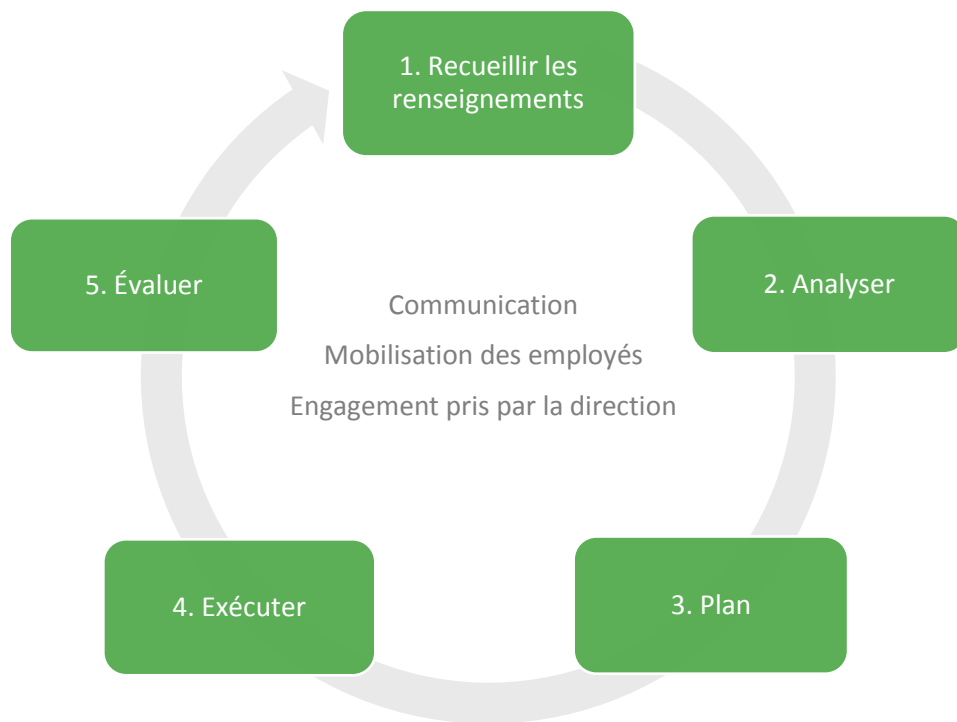 1. Recueillir les
renseignements
2. Analyser
3. Plan
4. Exécuter
5. Évaluer
Communication
Mobilisation des employés
Engagement pris par la direction